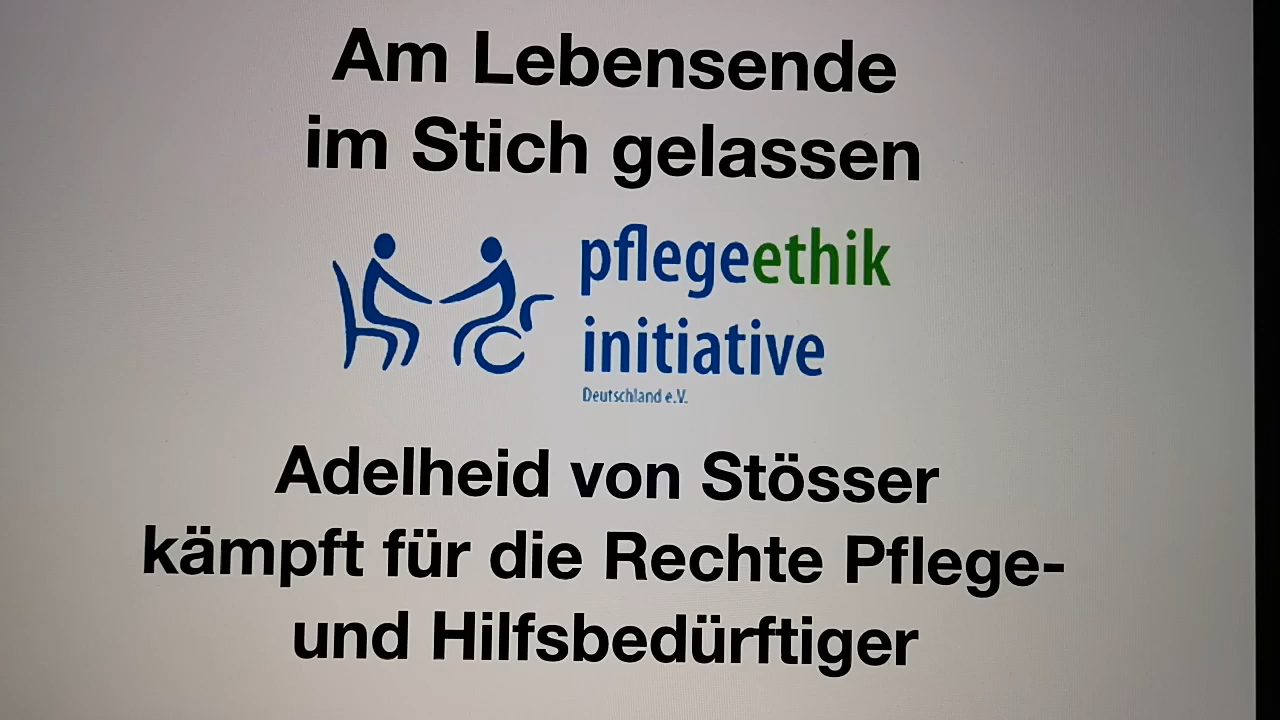 Am Lebensende
im Stich gelassen
pflegeethik
initiative
Deutschland e.V.
Adelheid von Stösser
kämpft für die Rechte Pflege-
und Hilfsbedürftiger